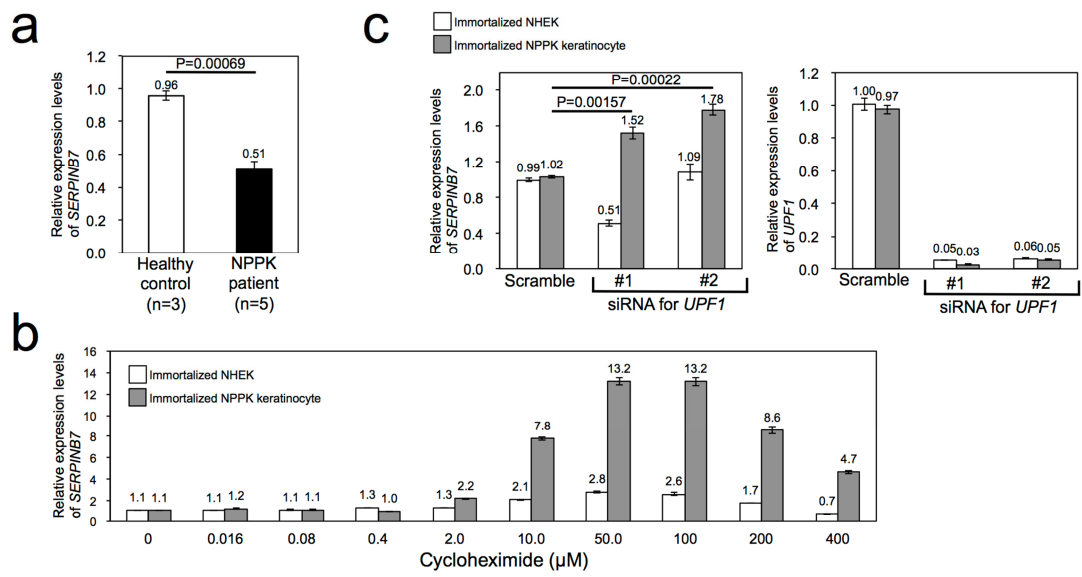 a
Relative expression levels
of SERPINB7
1.2
1.0
0.8
0.6
0.4
0.2
0.0
P=0.00069
0.96
0.51
Healthy
control
(n=3)
NPPK
patient
(n=5)
c
Immortalized NHEK
Immortalized NPPK keratinocyte
Relative expression levels
of SERPINB7
2.0
1.6
1.2
0.8
0.4
0.0
P=0.00022
P=0.00157
0.99 1.02
0.51
1.52
1.09
1.78
Scramble #1 #2
siRNA for UPF1
Relative expression levels
of UPF1
1.2
1.0
0.8
0.6
0.4
0.2
0.0
1.00 0.97
0.05 0.03
0.06 0.05
Scramble #1 #2
siRNA for UPF1
b
Relative expression levels
of SERPINB7
16
14
12
10
8
6
4
2
0
Immortalized NHEK
Immortalized NPPK keratinocyte
1.1 1.1
1.1 1.2
1.1 1.1
1.3 1.0
1.3 2.2
2.1 7.8
2.8 13.2
2.6 13.2
1.7 8.6
0.7 4.7
0 0.016 0.08 0.4 2.0 10.0 50.0 100 200 400
Cycloheximide (μM)